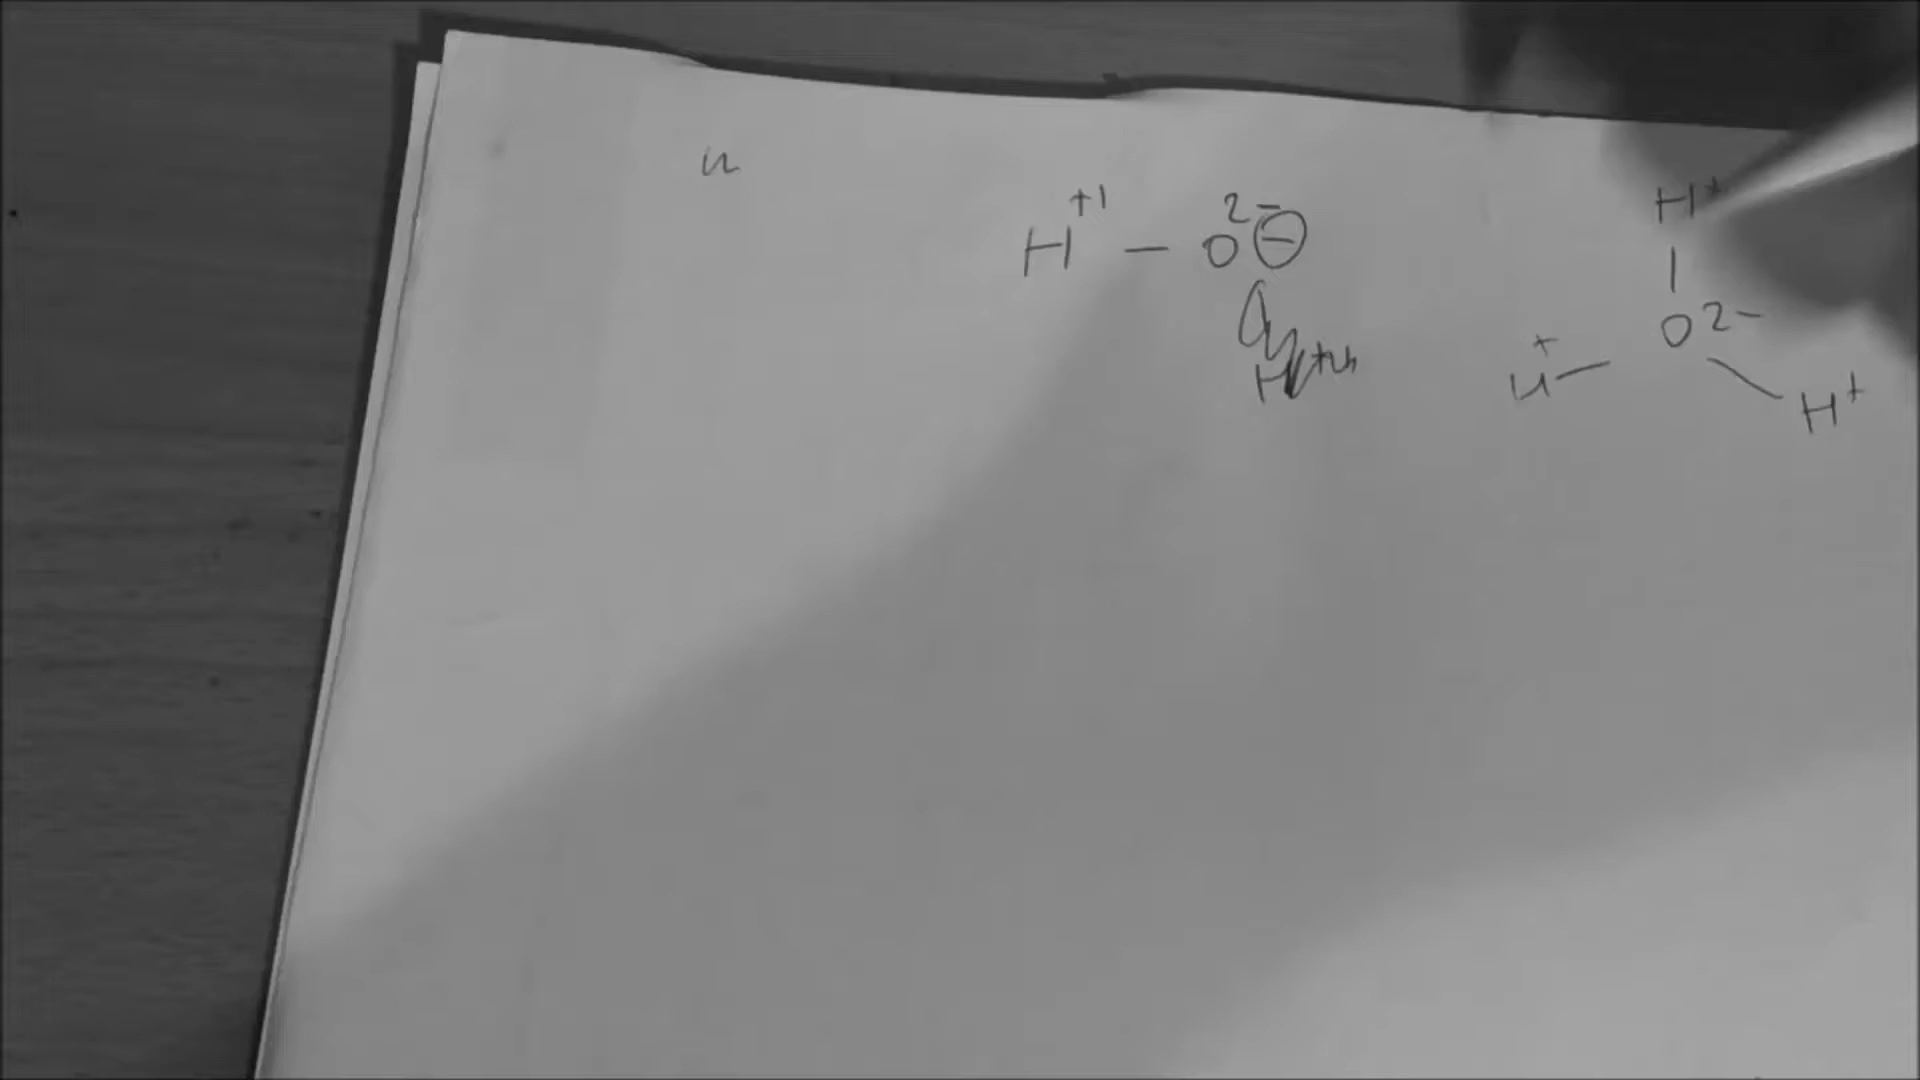 u
H+1 — O2- ⊖
H+
|
O2-
H+
H+